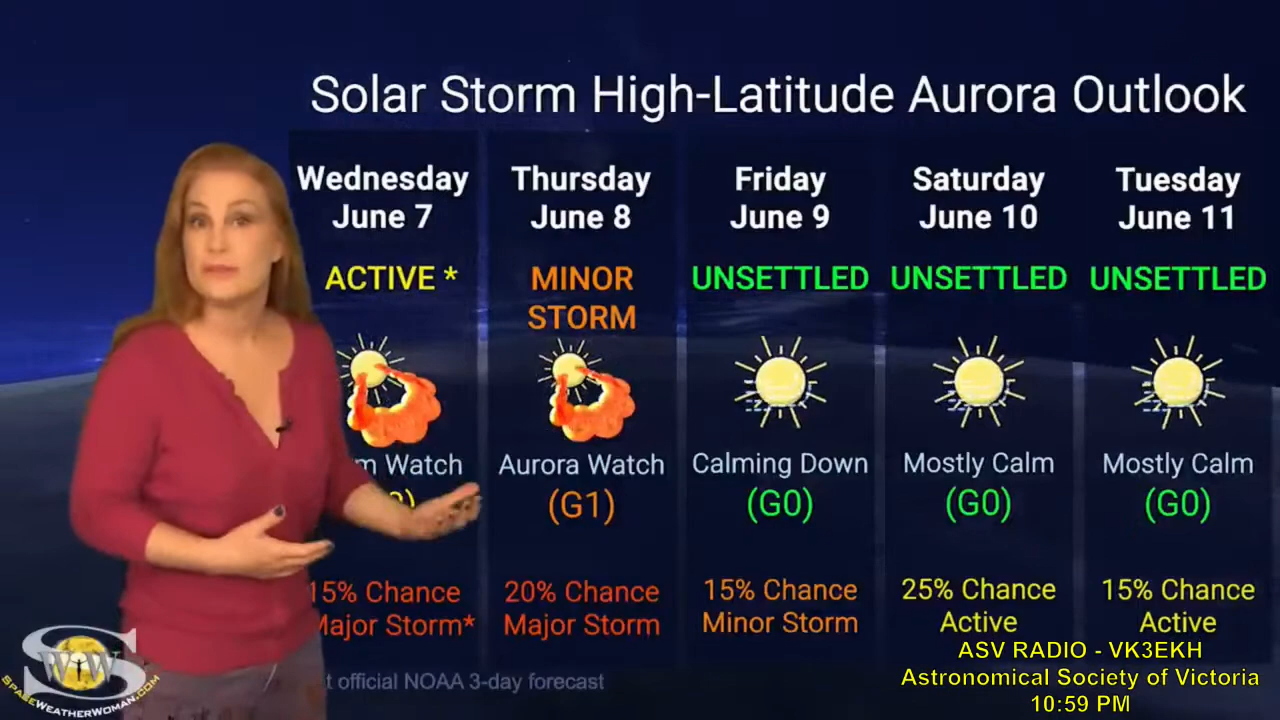 Solar Storm High-Latitude Aurora Outlook
Wednesday
June 7
ACTIVE *
Watch
15% Chance
Major Storm*
Thursday
June 8
MINOR
STORM
Aurora Watch
(G1)
20% Chance
Major Storm
Friday
June 9
UNSETTLED
Calming Down
(G0)
15% Chance
Minor Storm
Saturday
June 10
UNSETTLED
Mostly Calm
(G0)
25% Chance
Active
Tuesday
June 11
UNSETTLED
Mostly Calm
(G0)
15% Chance
Active
official NOAA 3-day forecast
SPACEWEATHERWOMAN.COM
ASV RADIO - VK3EKH
Astronomical Society of Victoria
10:59 PM